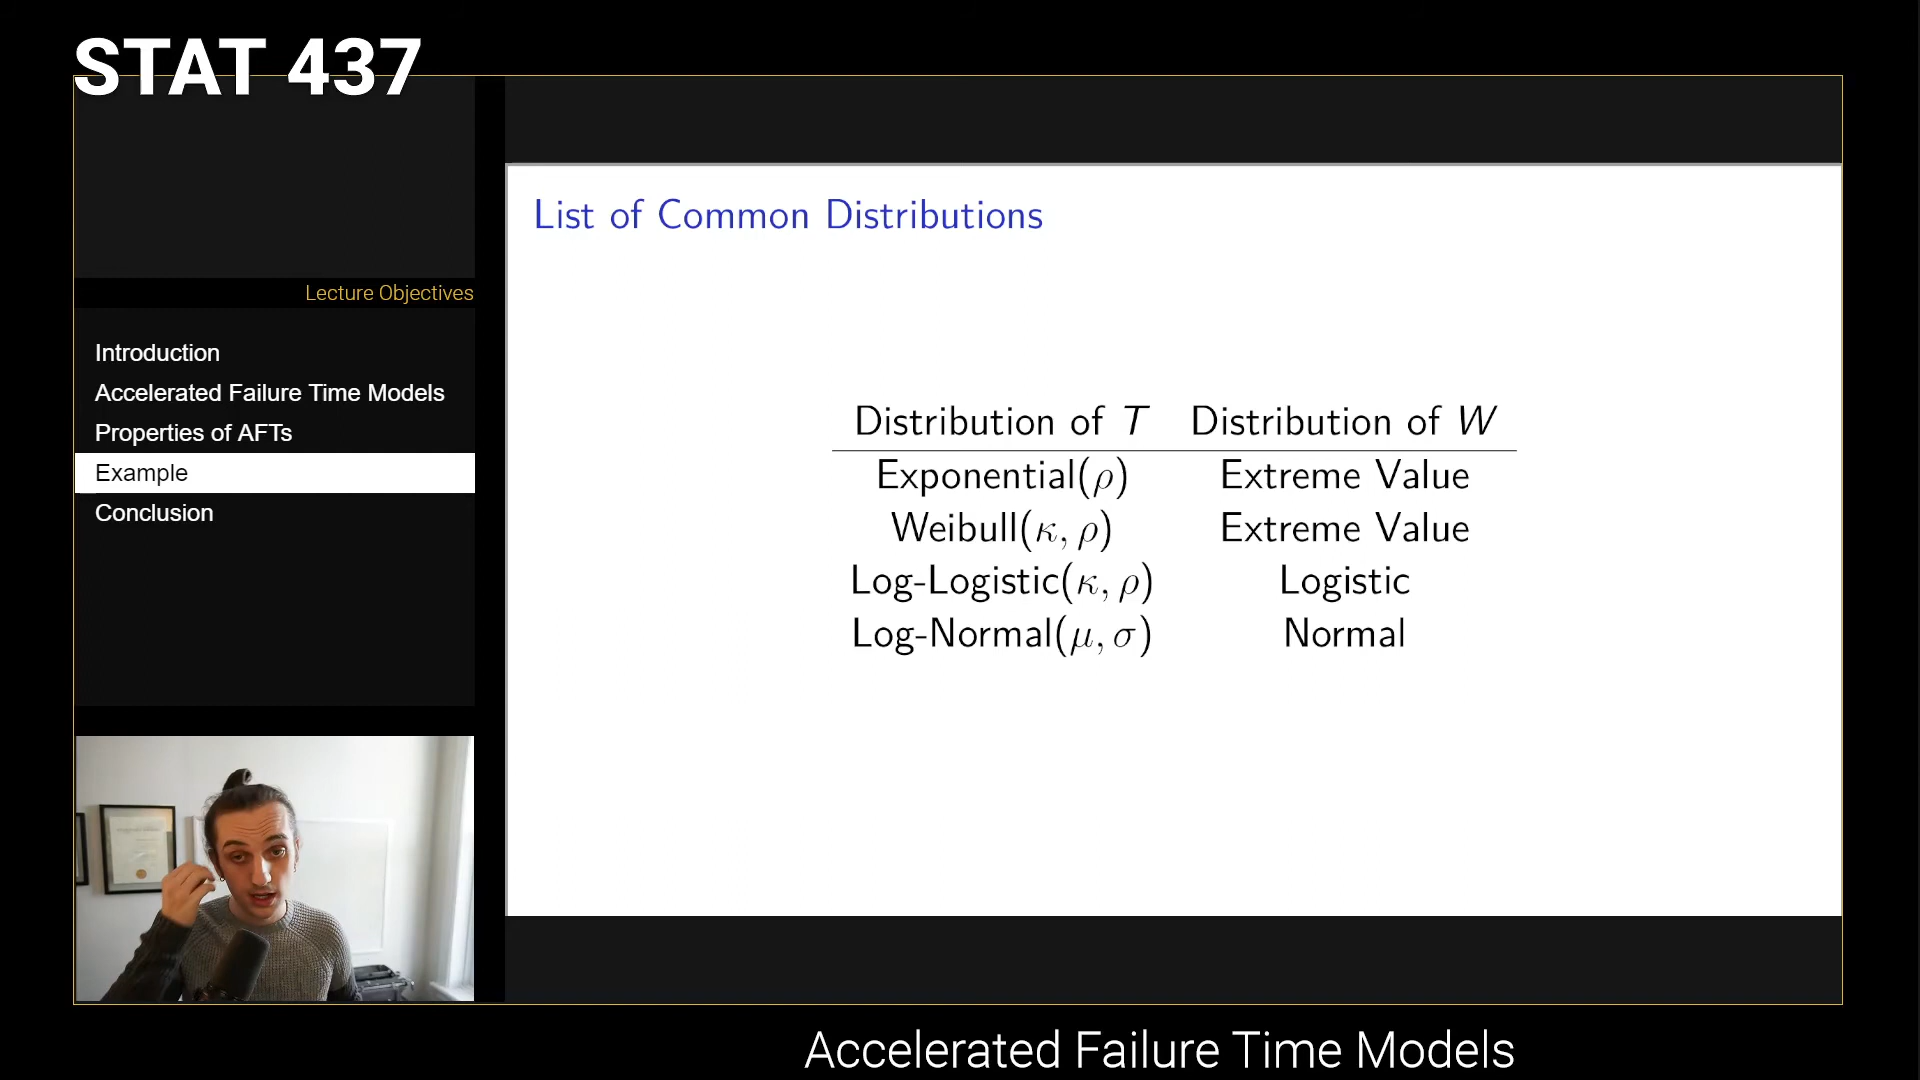 STAT 437
Lecture Objectives
Introduction
Accelerated Failure Time Models
Properties of AFTs
Example
Conclusion
List of Common Distributions
Distribution of T Distribution of W
Exponential(ρ) Extreme Value
Weibull(κ, ρ) Extreme Value
Log-Logistic(κ, ρ) Logistic
Log-Normal(μ, σ) Normal
Accelerated Failure Time Models